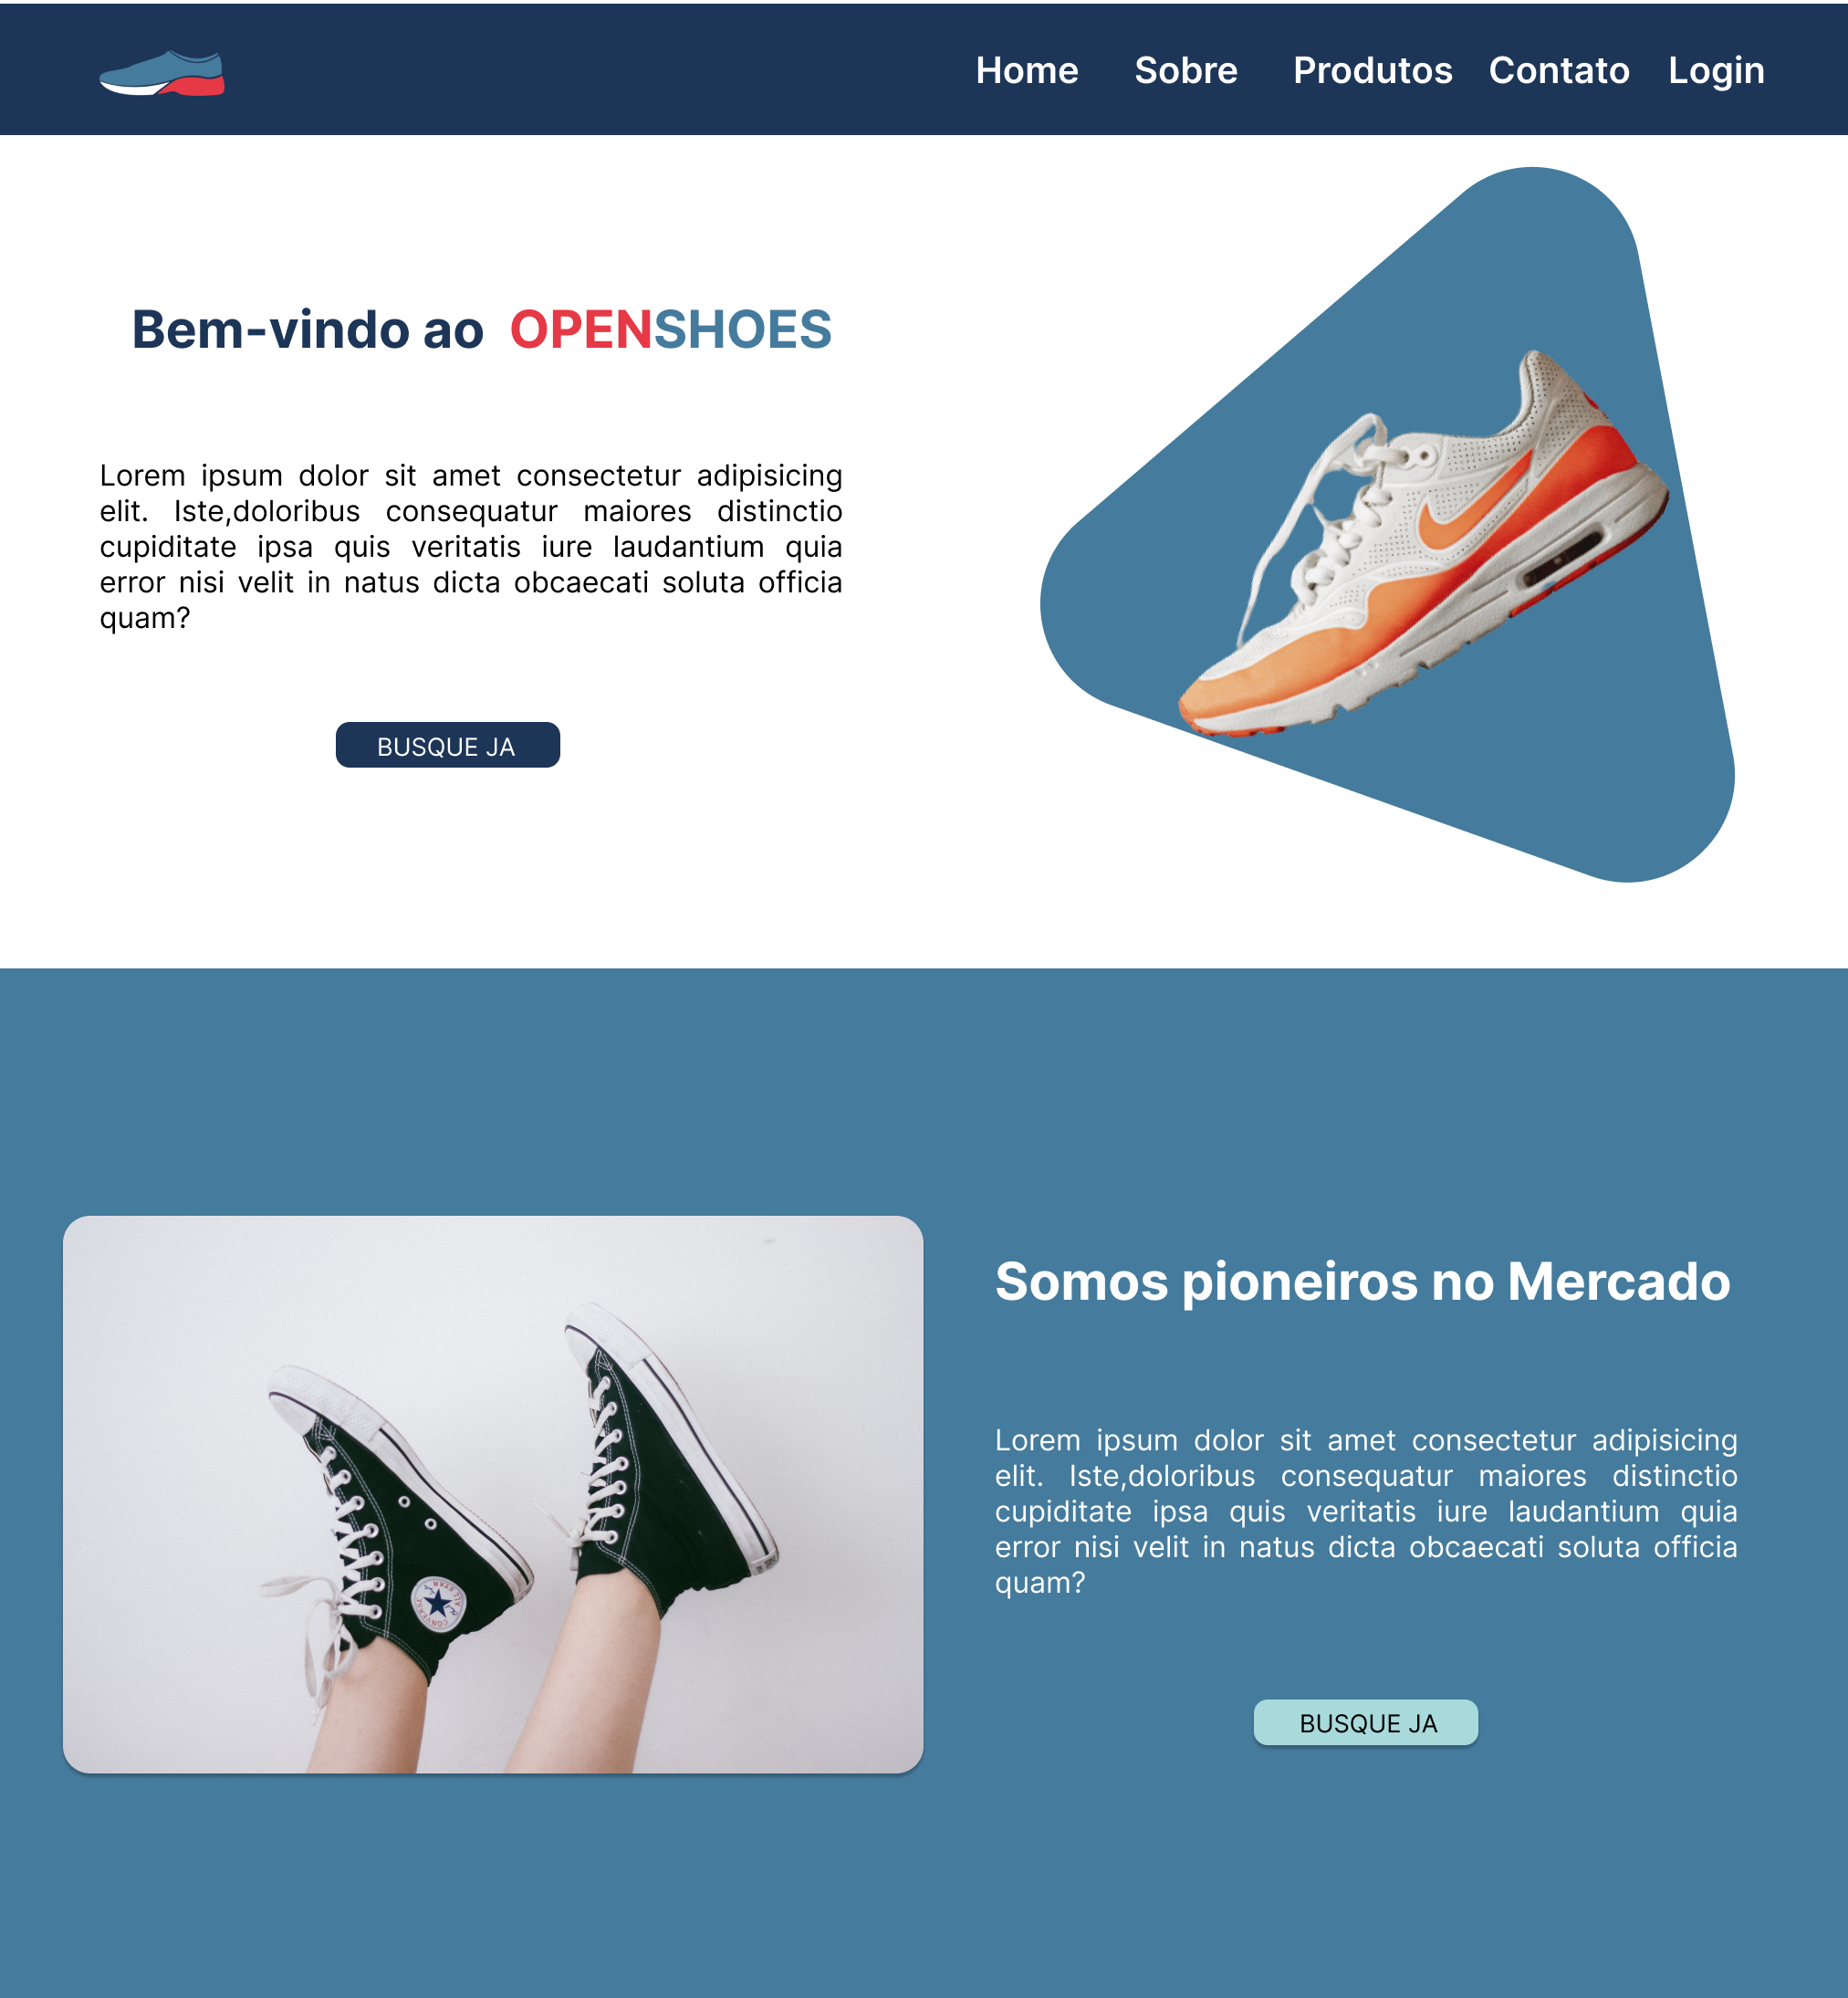 Home Sobre Produtos Contato Login
Bem-vindo ao OPENSHOES
Lorem ipsum dolor sit amet consectetur adipisicing
elit. Iste,doloribus consequatur maiores distinctio
cupiditate ipsa quis veritatis iure laudantium quia
error nisi velit in natus dicta obcaecati soluta officia
quam?
BUSQUE JA
Somos pioneiros no Mercado
Lorem ipsum dolor sit amet consectetur adipisicing
elit. Iste,doloribus consequatur maiores distinctio
cupiditate ipsa quis veritatis iure laudantium quia
error nisi velit in natus dicta obcaecati soluta officia
quam?
CONVERSE
ALL STAR
BUSQUE JA